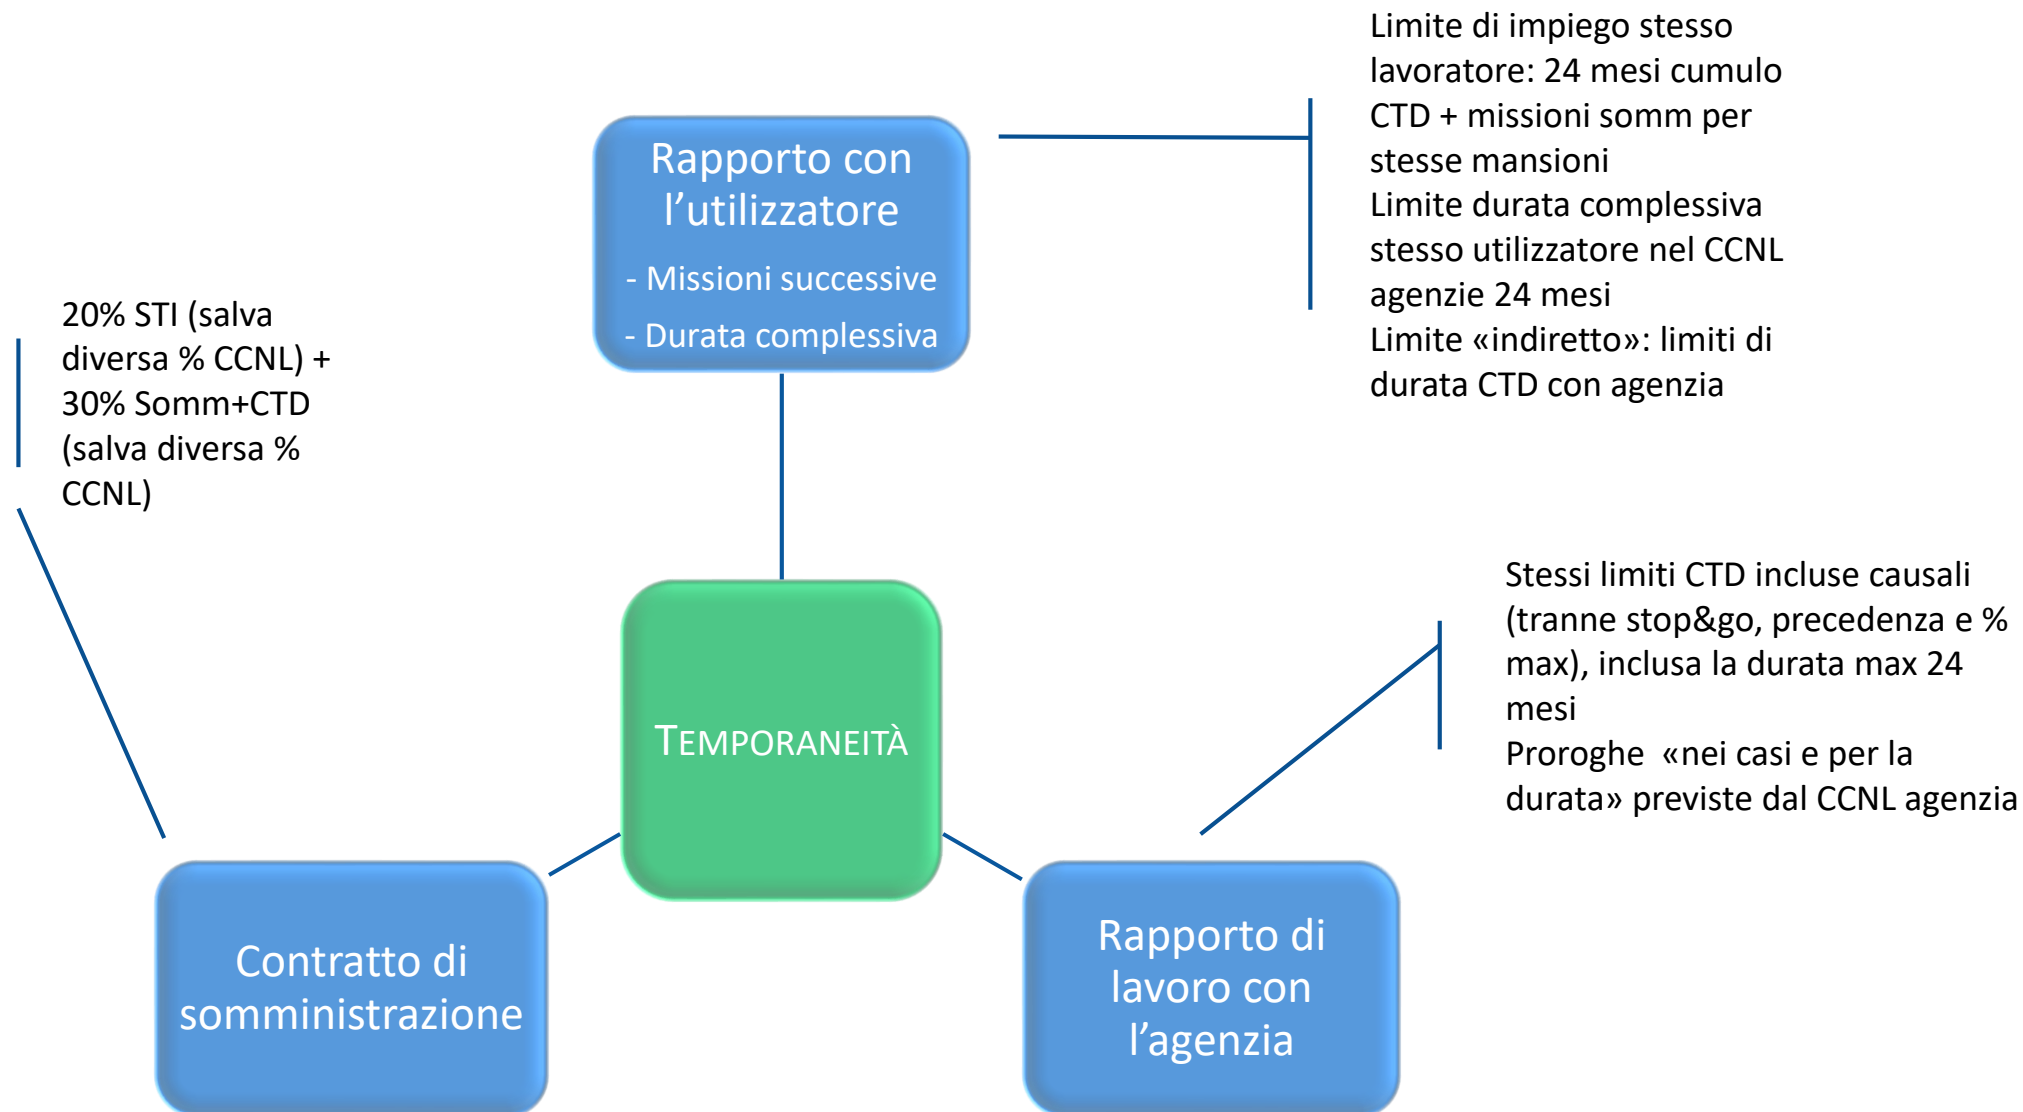 Limite di impiego stesso
lavoratore: 24 mesi cumulo
CTD + missioni somm per
stesse mansioni
Limite durata complessiva
stesso utilizzatore nel CCNL
agenzie 24 mesi
Limite «indiretto»: limiti di
durata CTD con agenzia
Rapporto con
l’utilizzatore
- Missioni successive
- Durata complessiva
20% STI (salva
diversa % CCNL) +
30% Somm+CTD
(salva diversa %
CCNL)
Stessi limiti CTD incluse causali
(tranne stop&go, precedenza e %
max), inclusa la durata max 24
mesi
Proroghe  «nei casi e per la
durata» previste dal CCNL agenzia
TEMPORANEITÀ
Contratto di
somministrazione
Rapporto di
lavoro con
l’agenzia